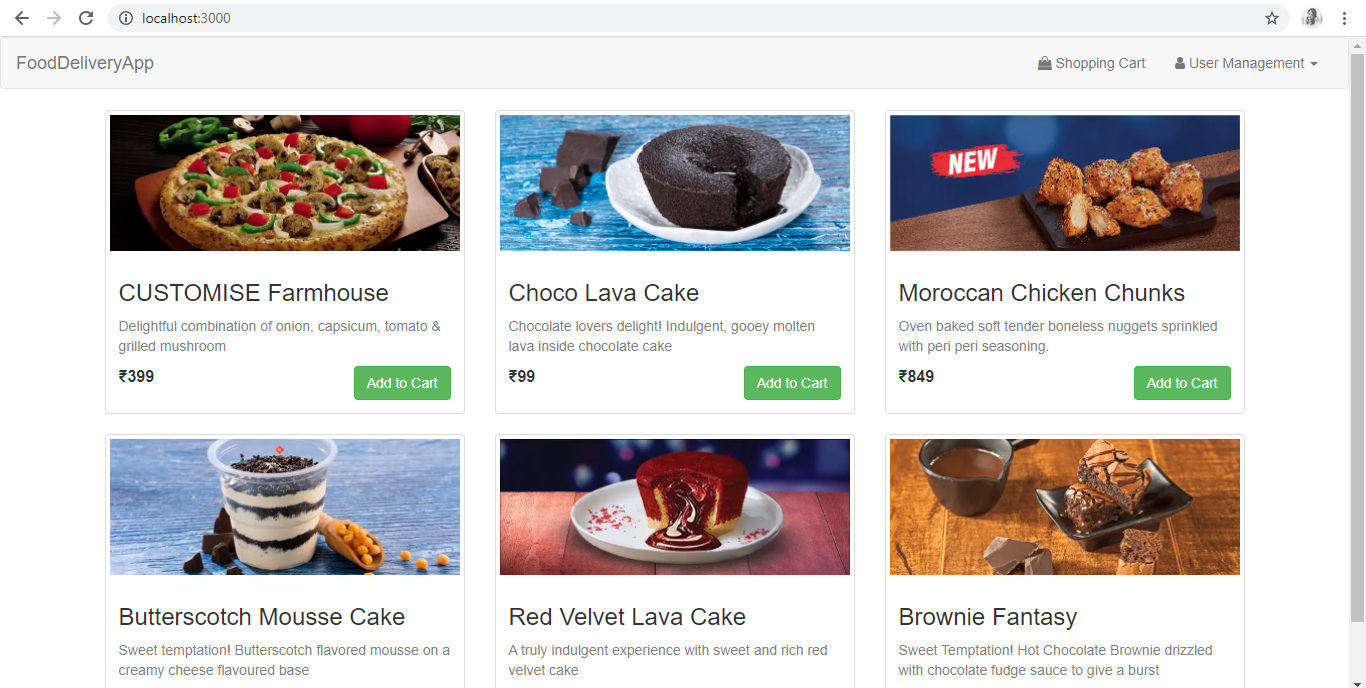 localhost:3000
FoodDeliveryApp
Shopping Cart
User Management
NEW
CUSTOMISE Farmhouse
Delightful combination of onion, capsicum, tomato &
grilled mushroom
₹399
Add to Cart
Choco Lava Cake
Chocolate lovers delight! Indulgent, gooey molten
lava inside chocolate cake
₹99
Add to Cart
Moroccan Chicken Chunks
Oven baked soft tender boneless nuggets sprinkled
with peri peri seasoning.
₹849
Add to Cart
Butterscotch Mousse Cake
Sweet temptation! Butterscotch flavored mousse on a
creamy cheese flavoured base
Red Velvet Lava Cake
A truly indulgent experience with sweet and rich red
velvet cake
Brownie Fantasy
Sweet Temptation! Hot Chocolate Brownie drizzled
with chocolate fudge sauce to give a burst